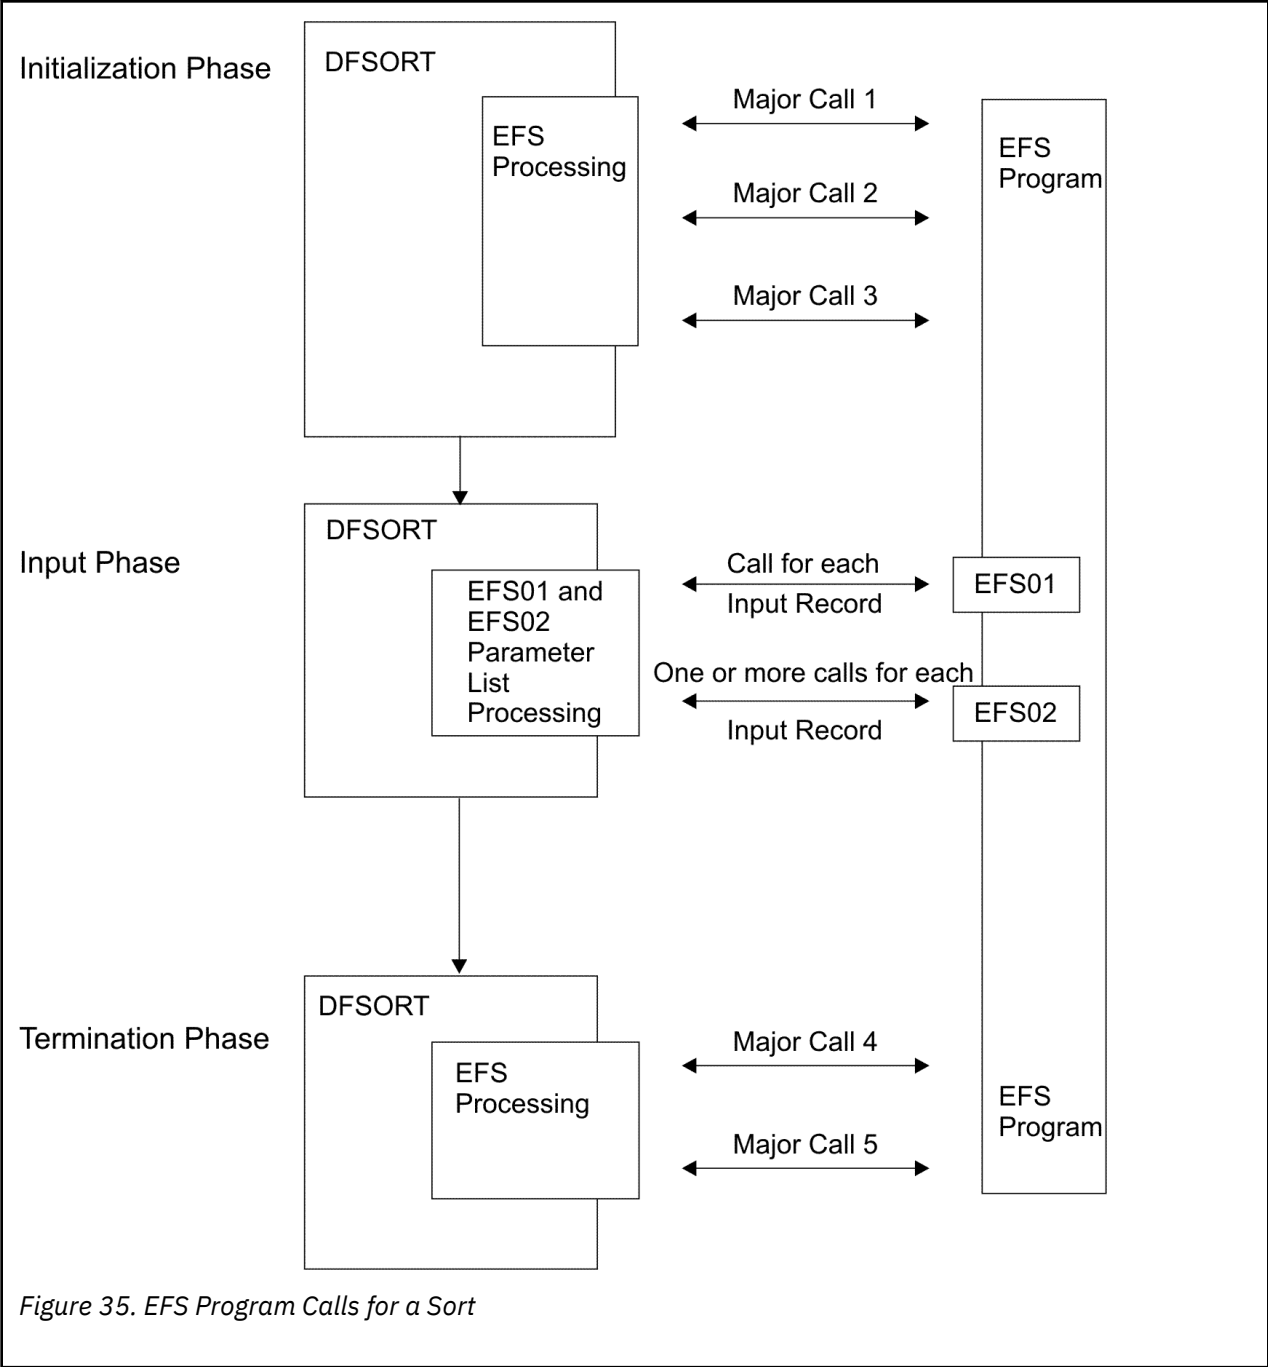 DFSORT
Initialization Phase
Major Call 1
EFS
Processing
EFS
Program
Major Call 2
Major Call 3
DFSORT
Input Phase
Call for each
Input Record
EFS01
EFS01 and
EFS02
Parameter
List
Processing
One or more calls for each
Input Record
EFS02
DFSORT
Termination Phase
Major Call 4
EFS
Processing
EFS
Program
Major Call 5
Figure 35. EFS Program Calls for a Sort